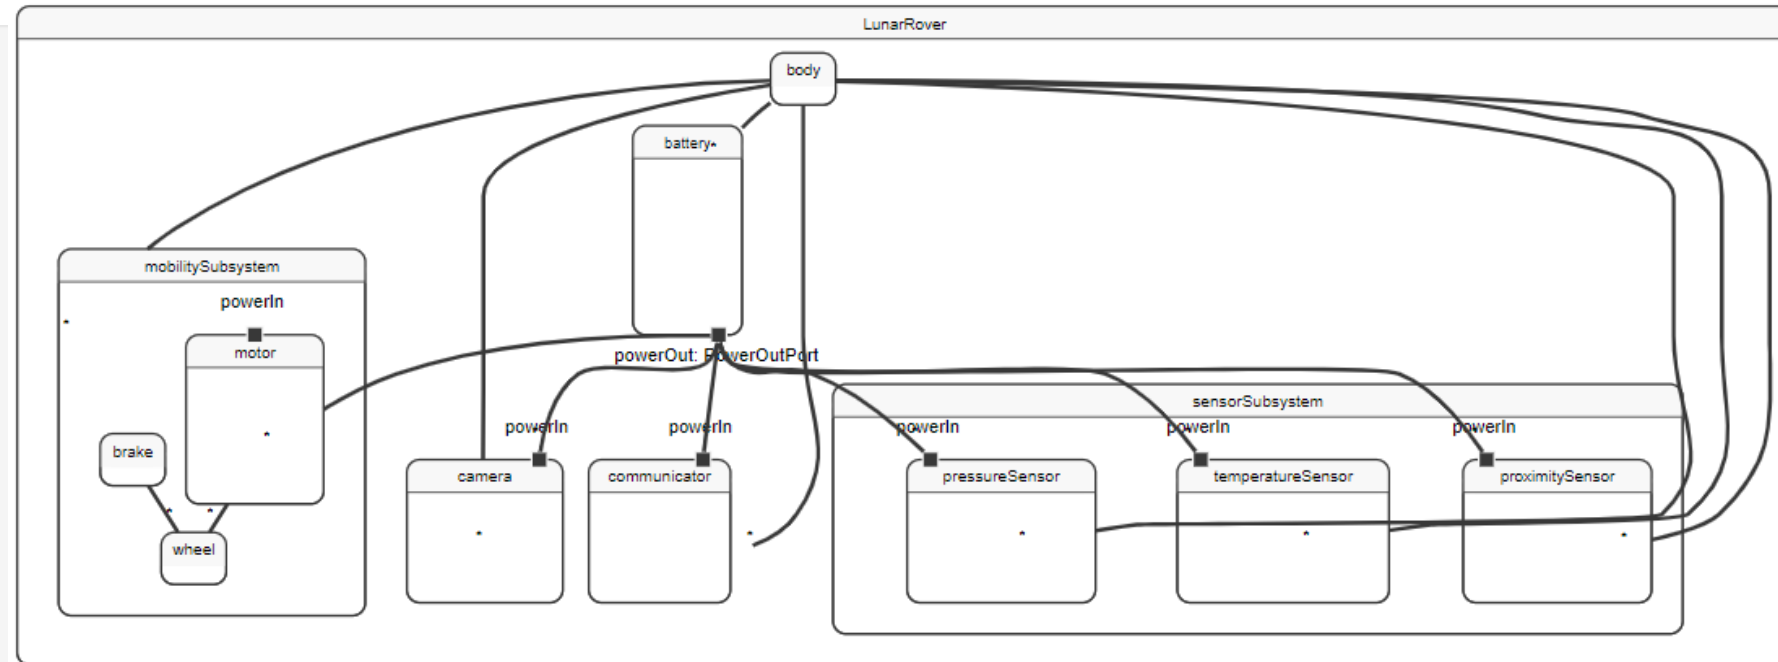 LunarRover
body
battery*
mobilitySubsystem
powerIn
*
motor
powerOut: PowerOutPort
sensorSubsystem
powerIn
powerIn
powerIn
powerIn
powerIn
*
brake
camera
communicator
pressureSensor
temperatureSensor
proximitySensor
*
*
*
*
*
*
*
wheel